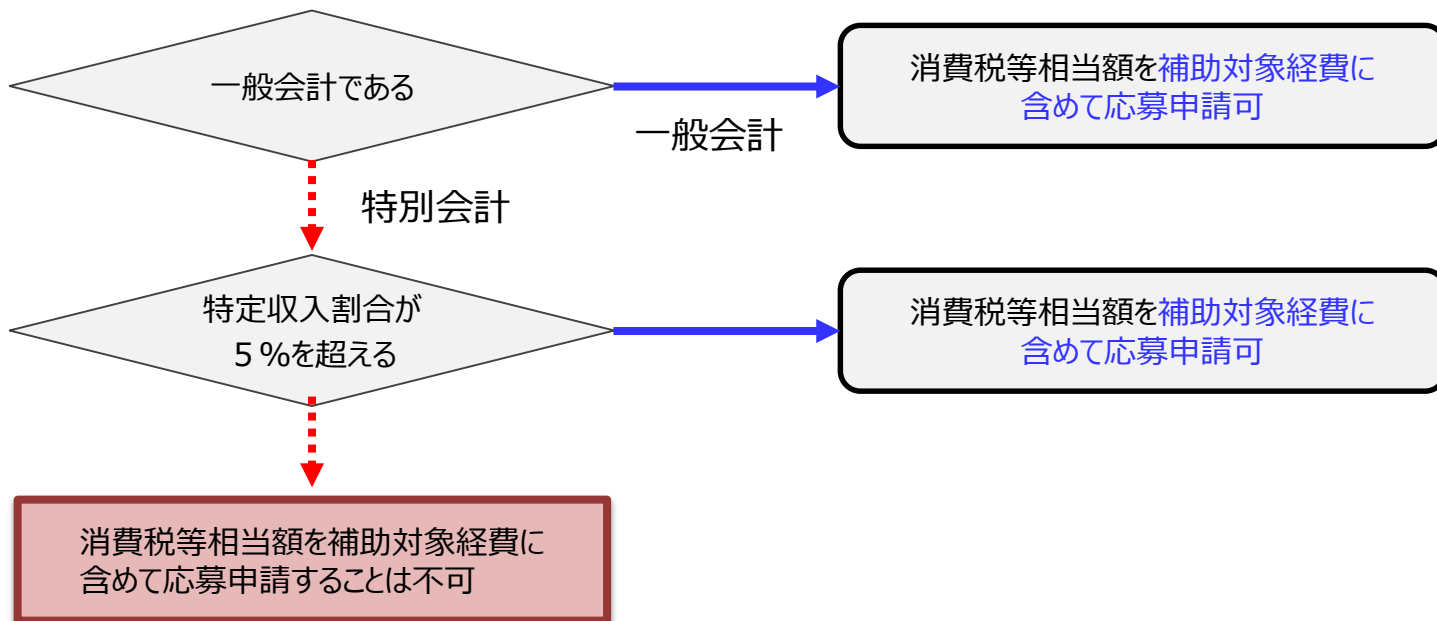 一般会計である
消費税等相当額を補助対象経費に
含めて応募申請可
一般会計
特別会計
特定収入割合が
５%を超える
消費税等相当額を補助対象経費に
含めて応募申請可
消費税等相当額を補助対象経費に
含めて応募申請することは不可